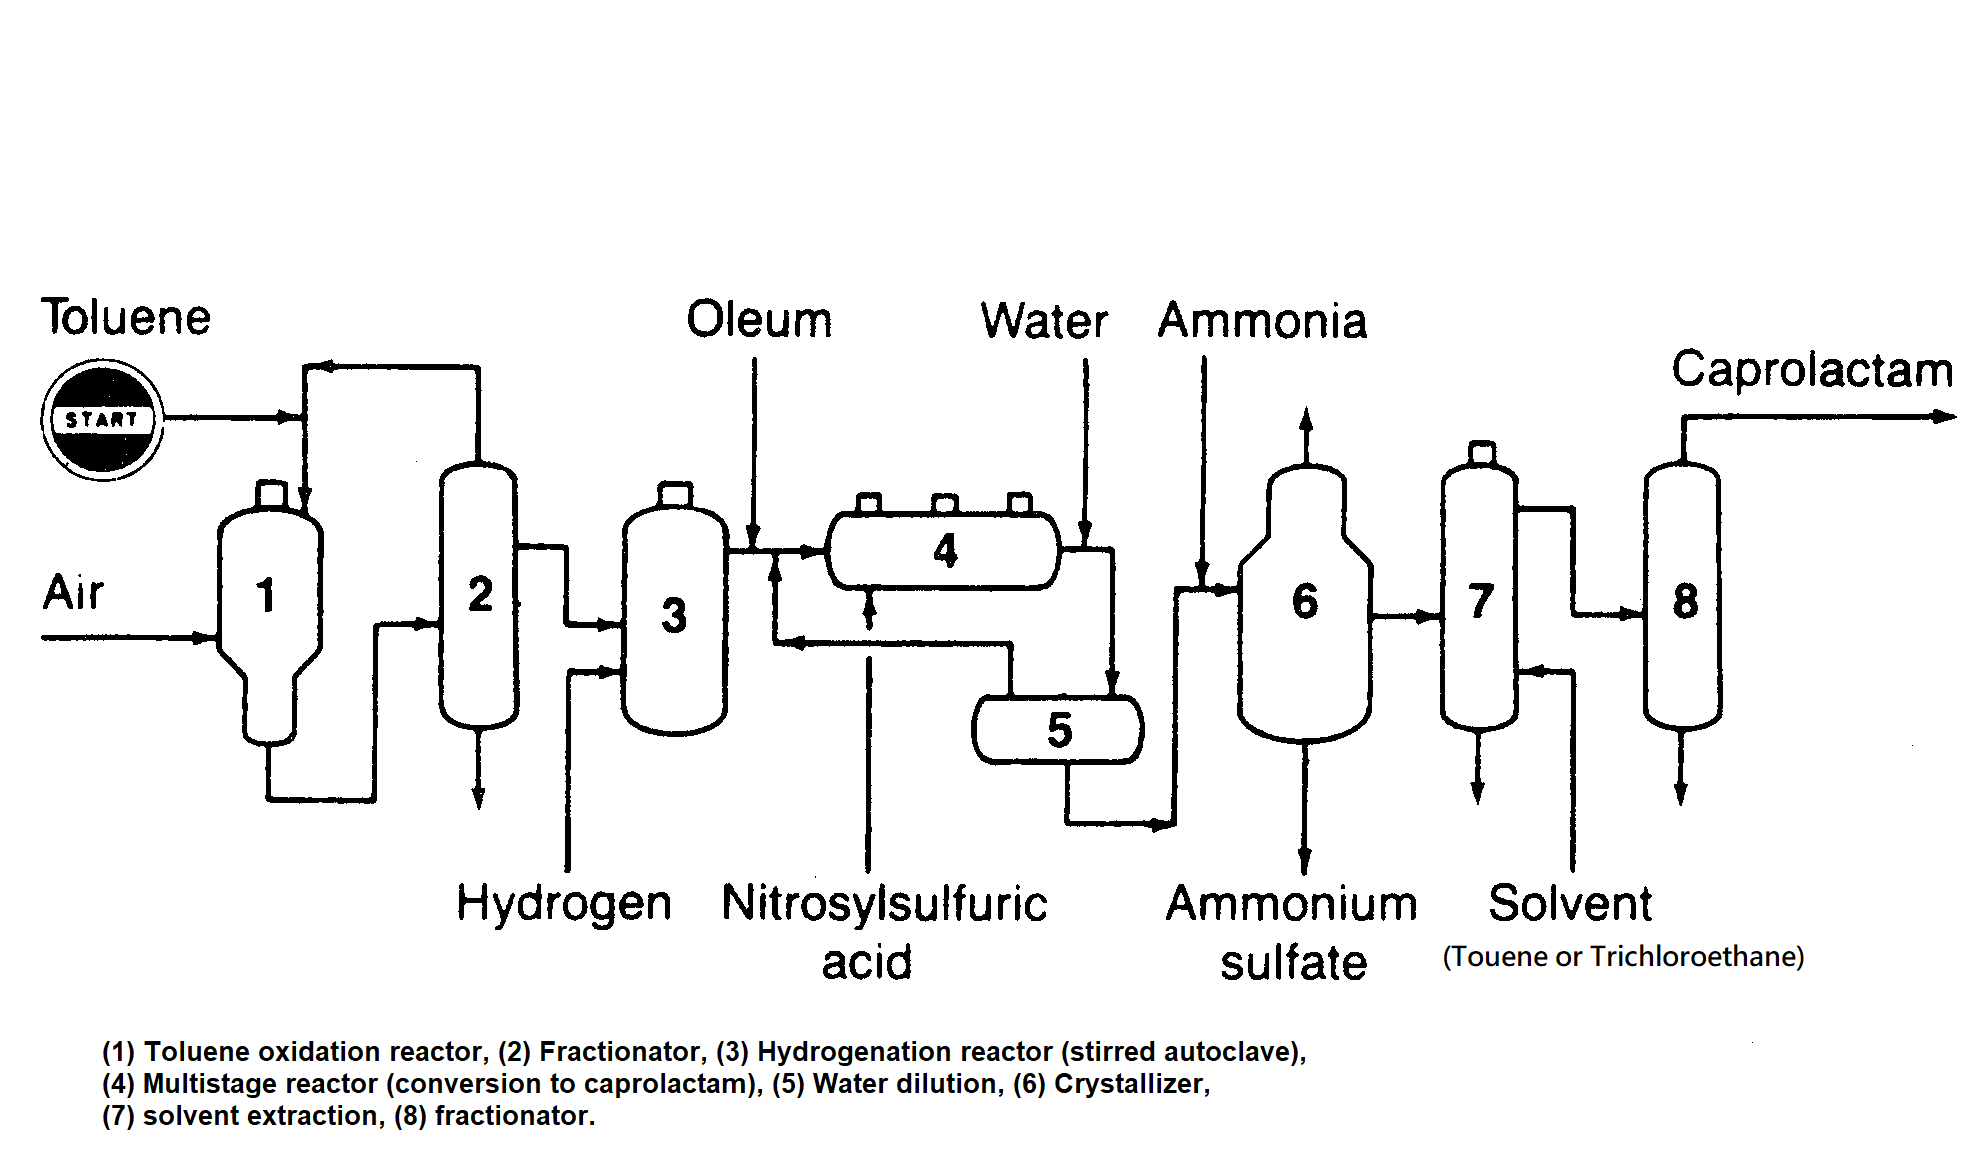 Toluene
START
Air
Oleum
Water
Ammonia
Caprolactam
1
2
3
4
5
6
7
8
Hydrogen
Nitrosylsulfuric
acid
Ammonium
sulfate
Solvent
(Touene or Trichloroethane)
(1) Toluene oxidation reactor, (2) Fractionator, (3) Hydrogenation reactor (stirred autoclave),
(4) Multistage reactor (conversion to caprolactam), (5) Water dilution, (6) Crystallizer,
(7) solvent extraction, (8) fractionator.